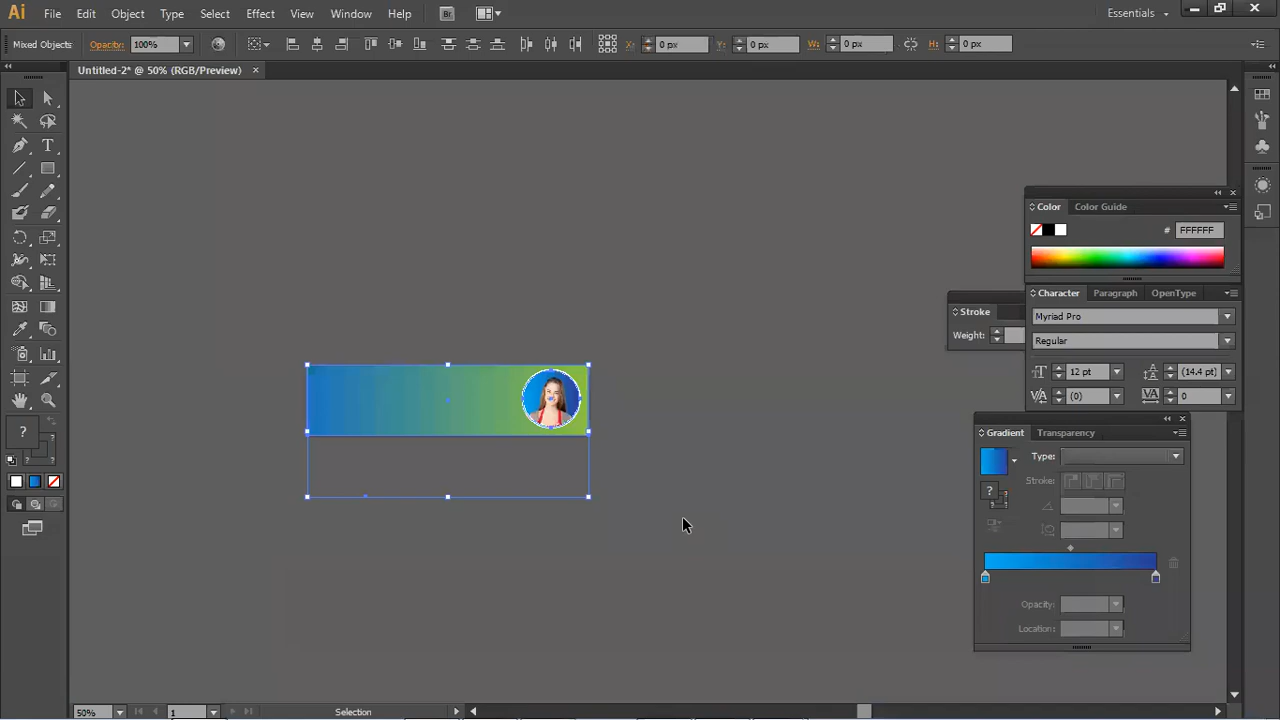 Ai File Edit Object Type Select Effect View Window Help Br Essentials
Mixed Objects Opacity: 100% X: 0 px Y: 0 px W: 0 px H: 0 px
Untitled-2* @ 50% (RGB/Preview) ×
Color Color Guide
# FFFFFF
Character Paragraph OpenType
Stroke
Myriad Pro
Weight:
Regular
12 pt (14.4 pt)
(0) 0
Gradient Transparency
Type:
Stroke:
?
?
Opacity:
Location:
50% 1 Selection